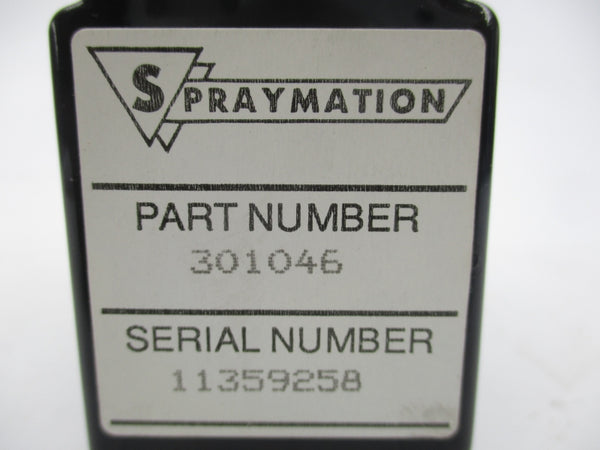 SPRAYMATION
PART NUMBER
301046
SERIAL NUMBER
11359258